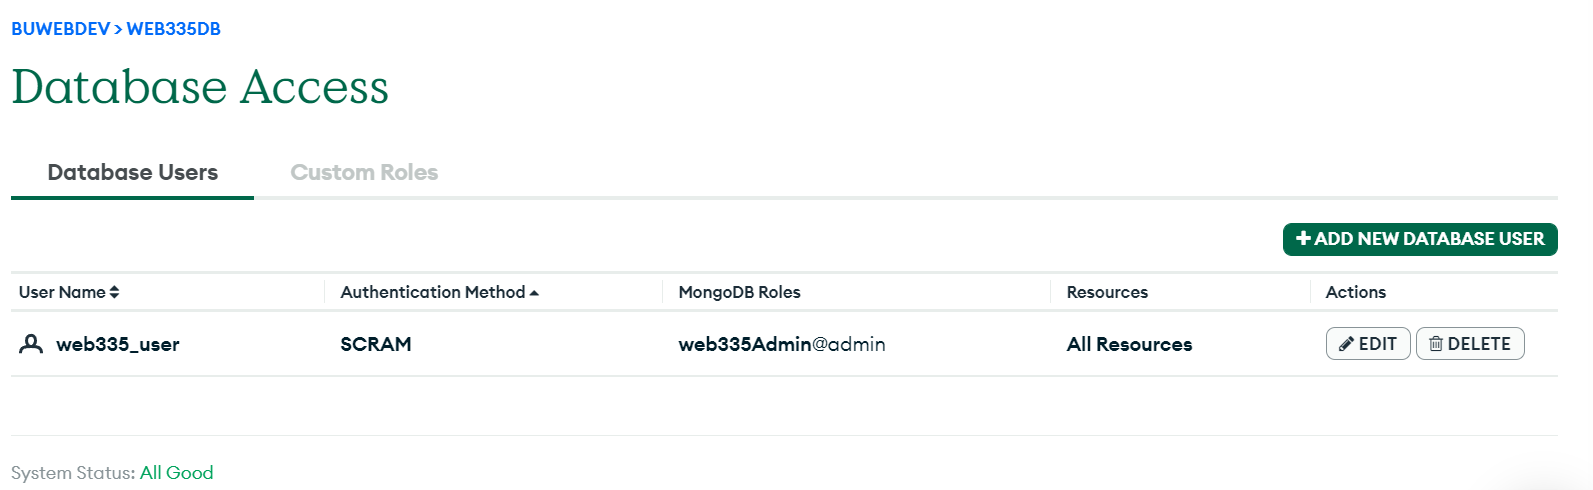 BUWEBDEV > WEB335DB
Database Access
Database Users Custom Roles
+ ADD NEW DATABASE USER
User Name Authentication Method MongoDB Roles Resources Actions
web335_user SCRAM web335Admin@admin All Resources EDIT DELETE
System Status: All Good